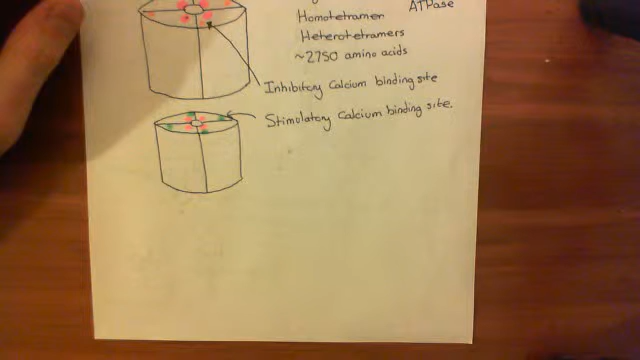 ATPase
Homotetramer
Heterotetramers
~2750 amino acids
Inhibitory Calcium binding site
Stimulatory Calcium binding site.